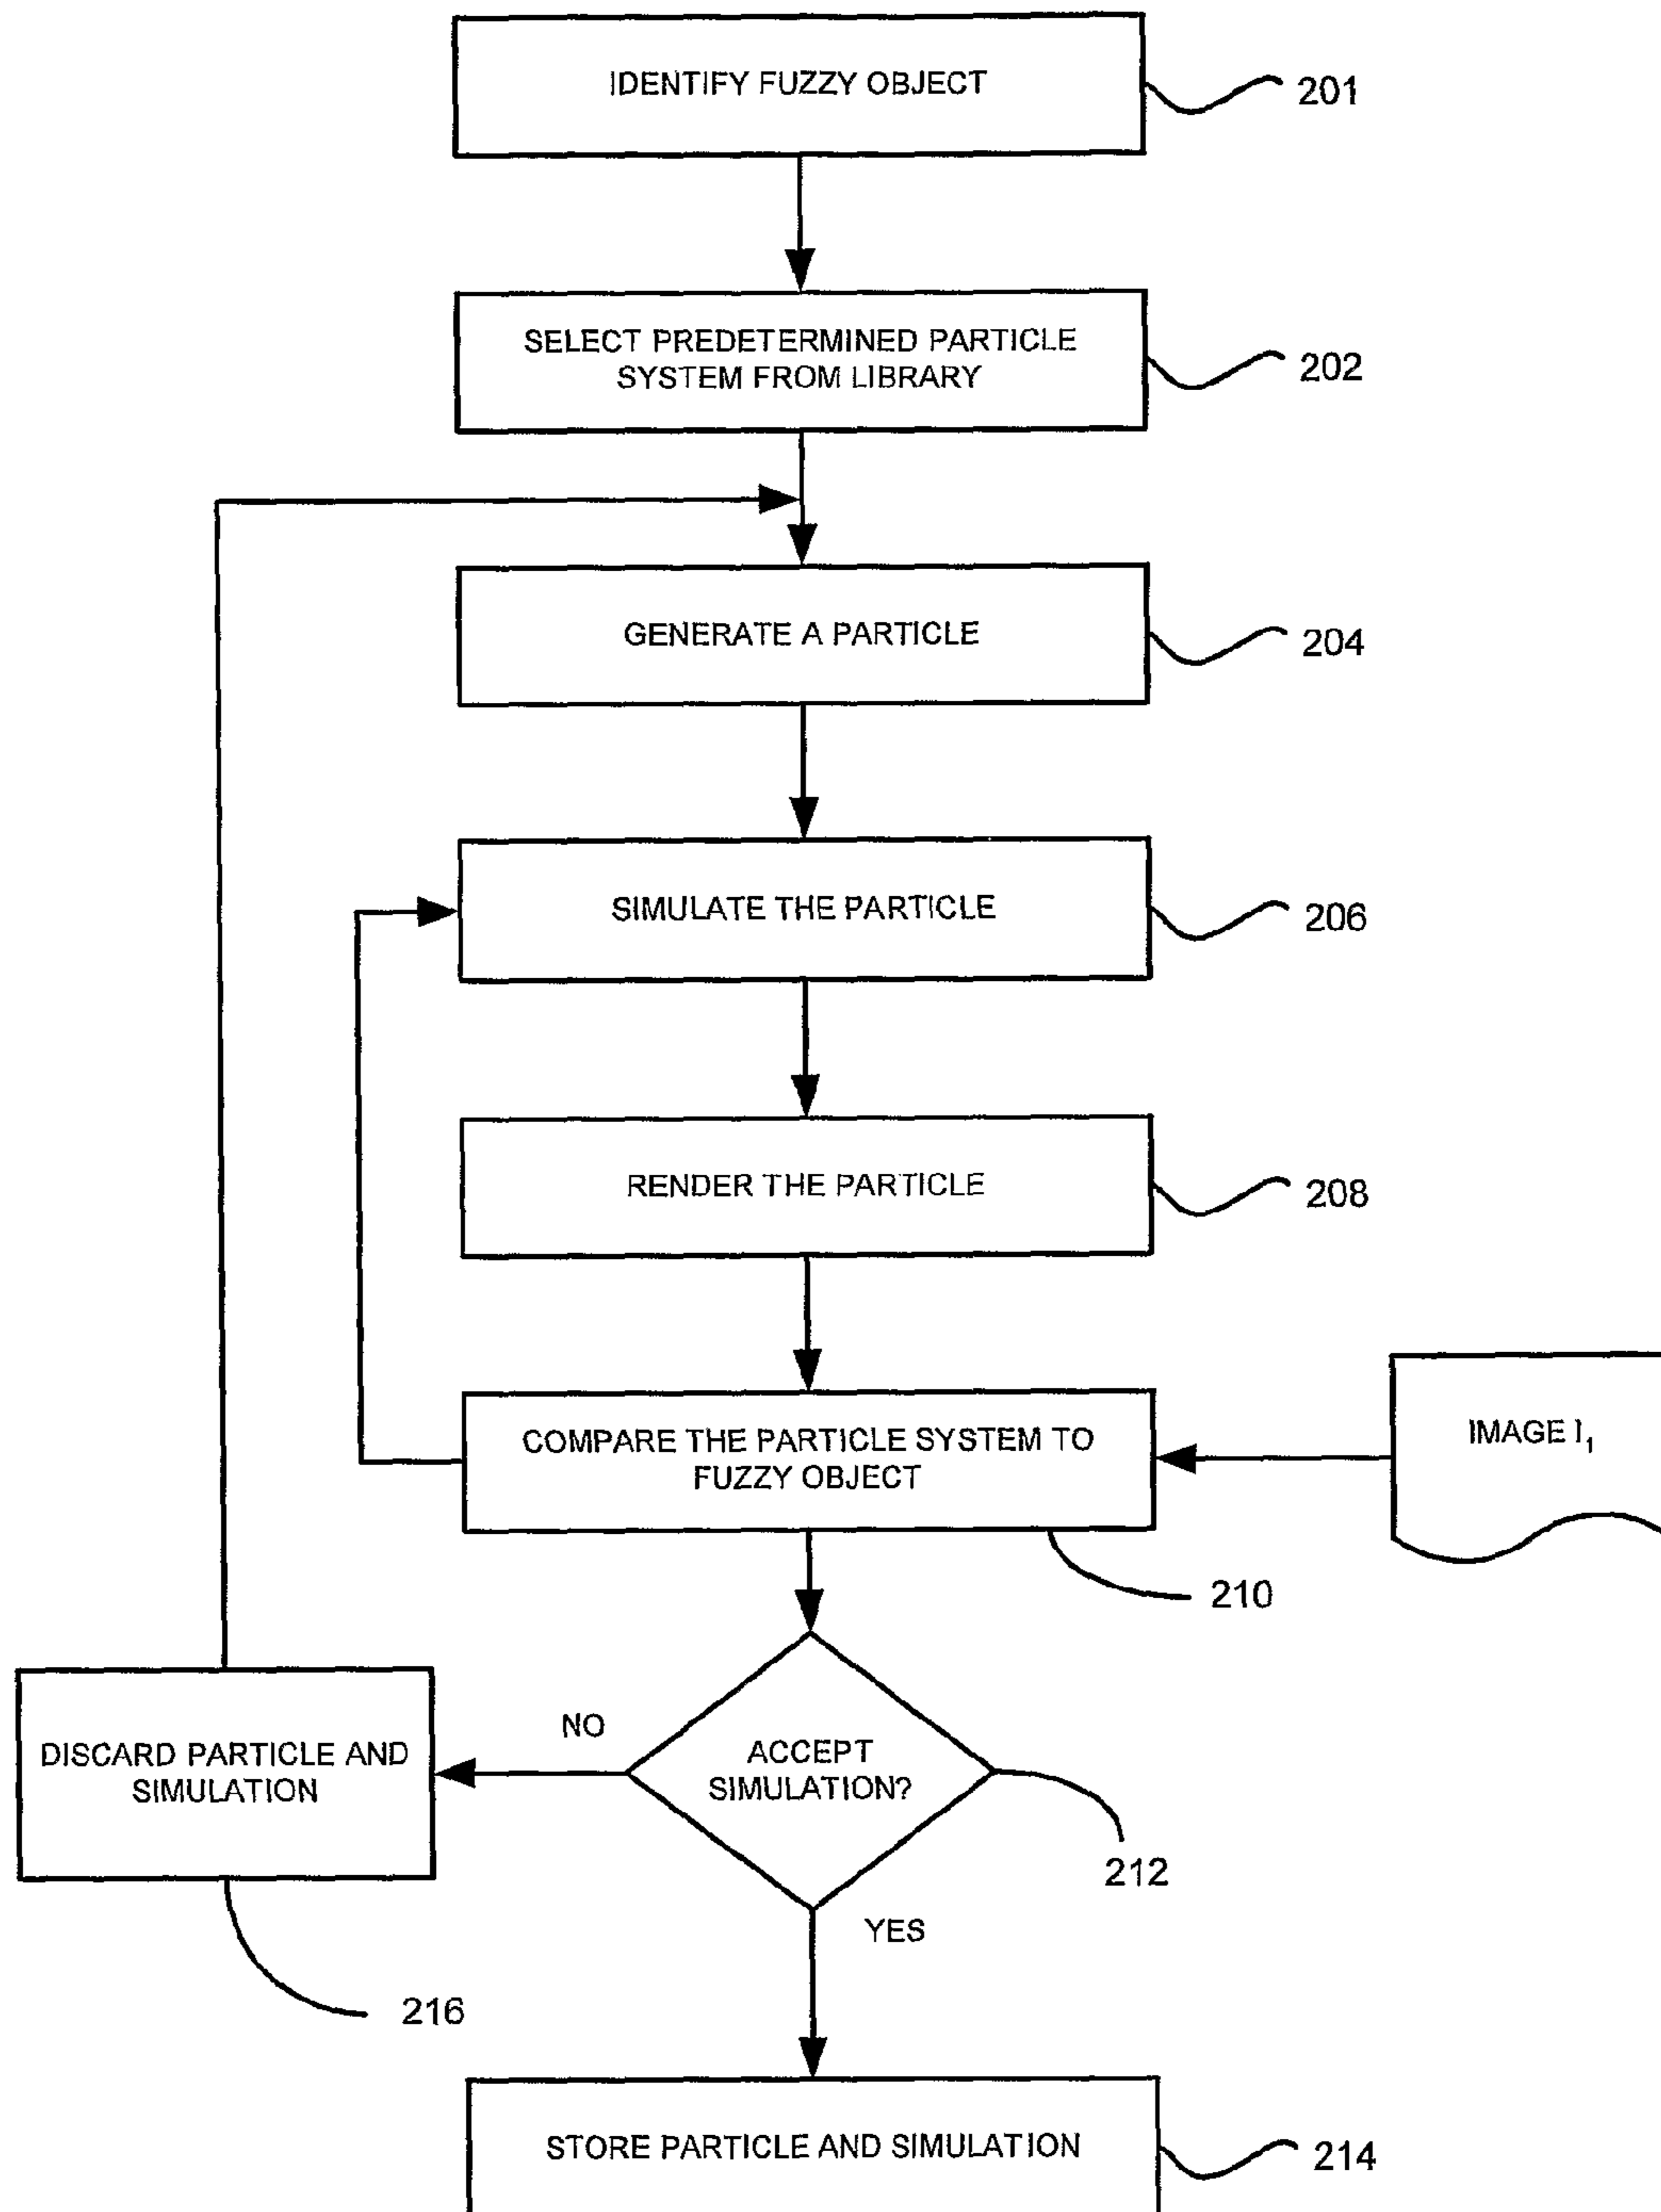 IDENTIFY FUZZY OBJECT
201
SELECT PREDETERMINED PARTICLE
SYSTEM FROM LIBRARY
202
GENERATE A PARTICLE
204
SIMULATE THE PARTICLE
206
RENDER THE PARTICLE
208
COMPARE THE PARTICLE SYSTEM TO
FUZZY OBJECT
IMAGE I₁
210
NO
ACCEPT
SIMULATION?
DISCARD PARTICLE AND
SIMULATION
212
YES
216
STORE PARTICLE AND SIMULATION
214